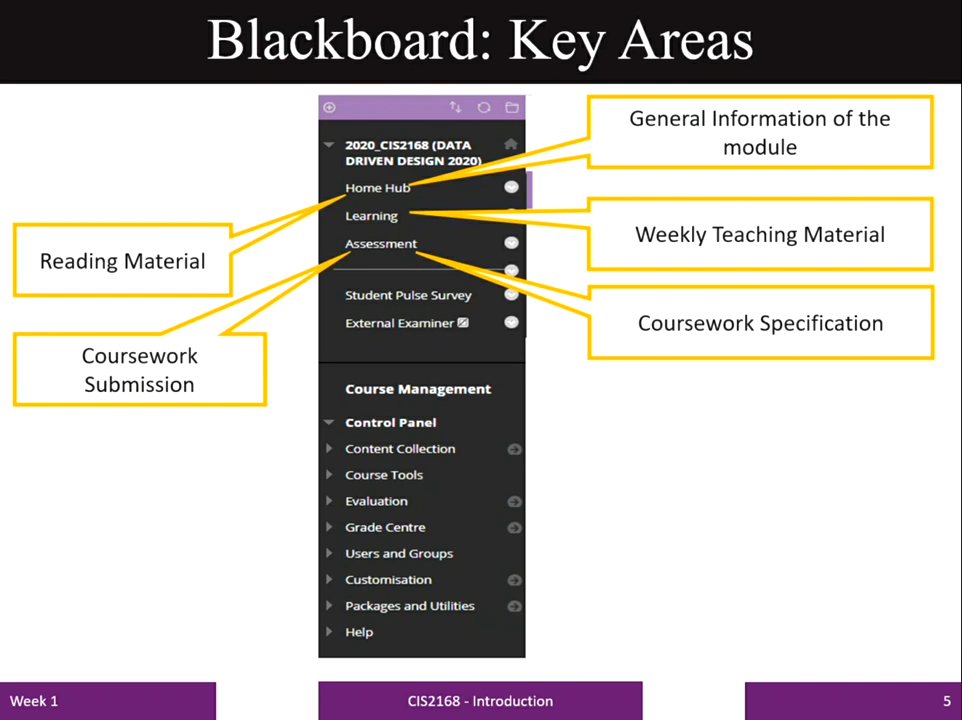 Blackboard: Key Areas
2020_CIS2168 (DATA
DRIVEN DESIGN 2020)
Home Hub
Learning
Assessment
Student Pulse Survey
External Examiner
Course Management
Control Panel
Content Collection
Course Tools
Evaluation
Grade Centre
Users and Groups
Customisation
Packages and Utilities
Help
Reading Material
Coursework
Submission
General Information of the
module
Weekly Teaching Material
Coursework Specification
Week 1
CIS2168 - Introduction
5